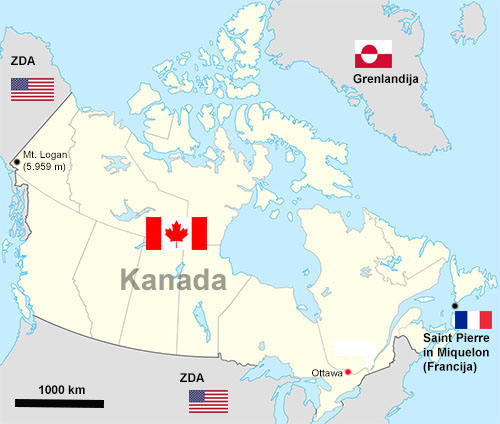 ZDA
Grenlandija
Mt. Logan
(5.959 m)
Kanada
Saint Pierre
in Miquelon
(Francija)
Ottawa
ZDA
1000 km